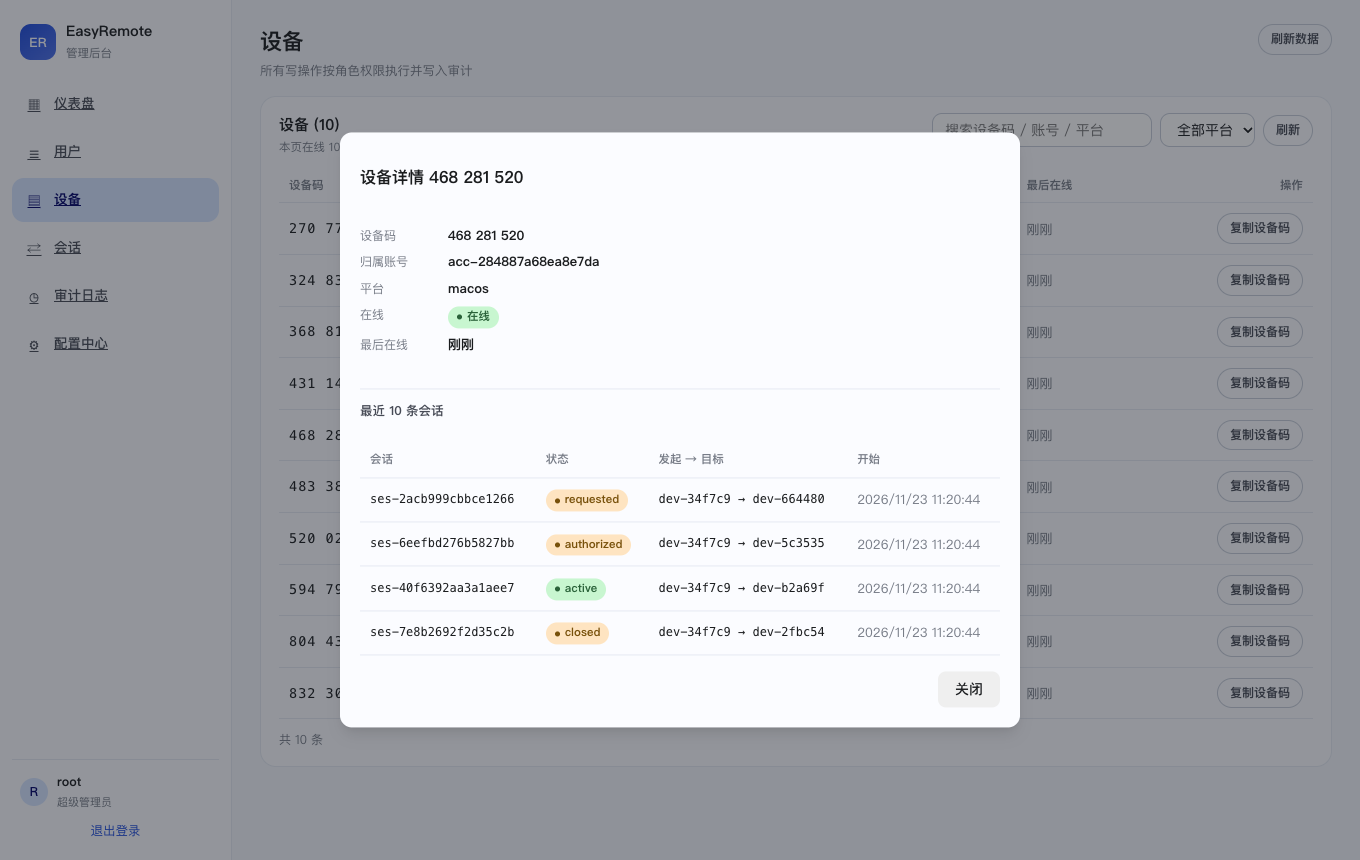 ER
EasyRemote
管理后台
仪表盘
用户
设备
会话
审计日志
配置中心
root
R
超级管理员
退出登录
设备
所有写操作按角色权限执行并写入审计
刷新数据
设备 (10)
本页在线 10
搜索设备码 / 账号 / 平台
全部平台
刷新
设备码 最后在线 操作
270 77 刚刚 复制设备码
324 83 刚刚 复制设备码
368 81 刚刚 复制设备码
431 14 刚刚 复制设备码
468 28 刚刚 复制设备码
483 38 刚刚 复制设备码
520 02 刚刚 复制设备码
594 79 刚刚 复制设备码
804 43 刚刚 复制设备码
832 30 刚刚 复制设备码
共 10 条
设备详情 468 281 520
设备码 468 281 520
归属账号 acc-284887a68ea8e7da
平台 macos
在线 在线
最后在线 刚刚
最近 10 条会话
会话 状态 发起 → 目标 开始
ses-2acb999cbbce1266 requested dev-34f7c9 → dev-664480 2026/11/23 11:20:44
ses-6eefbd276b5827bb authorized dev-34f7c9 → dev-5c3535 2026/11/23 11:20:44
ses-40f6392aa3a1aee7 active dev-34f7c9 → dev-b2a69f 2026/11/23 11:20:44
ses-7e8b2692f2d35c2b closed dev-34f7c9 → dev-2fbc54 2026/11/23 11:20:44
关闭